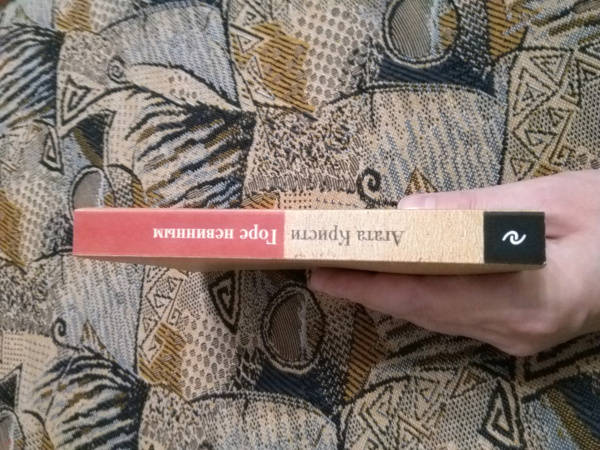 Агата Кристи
Горе невинным